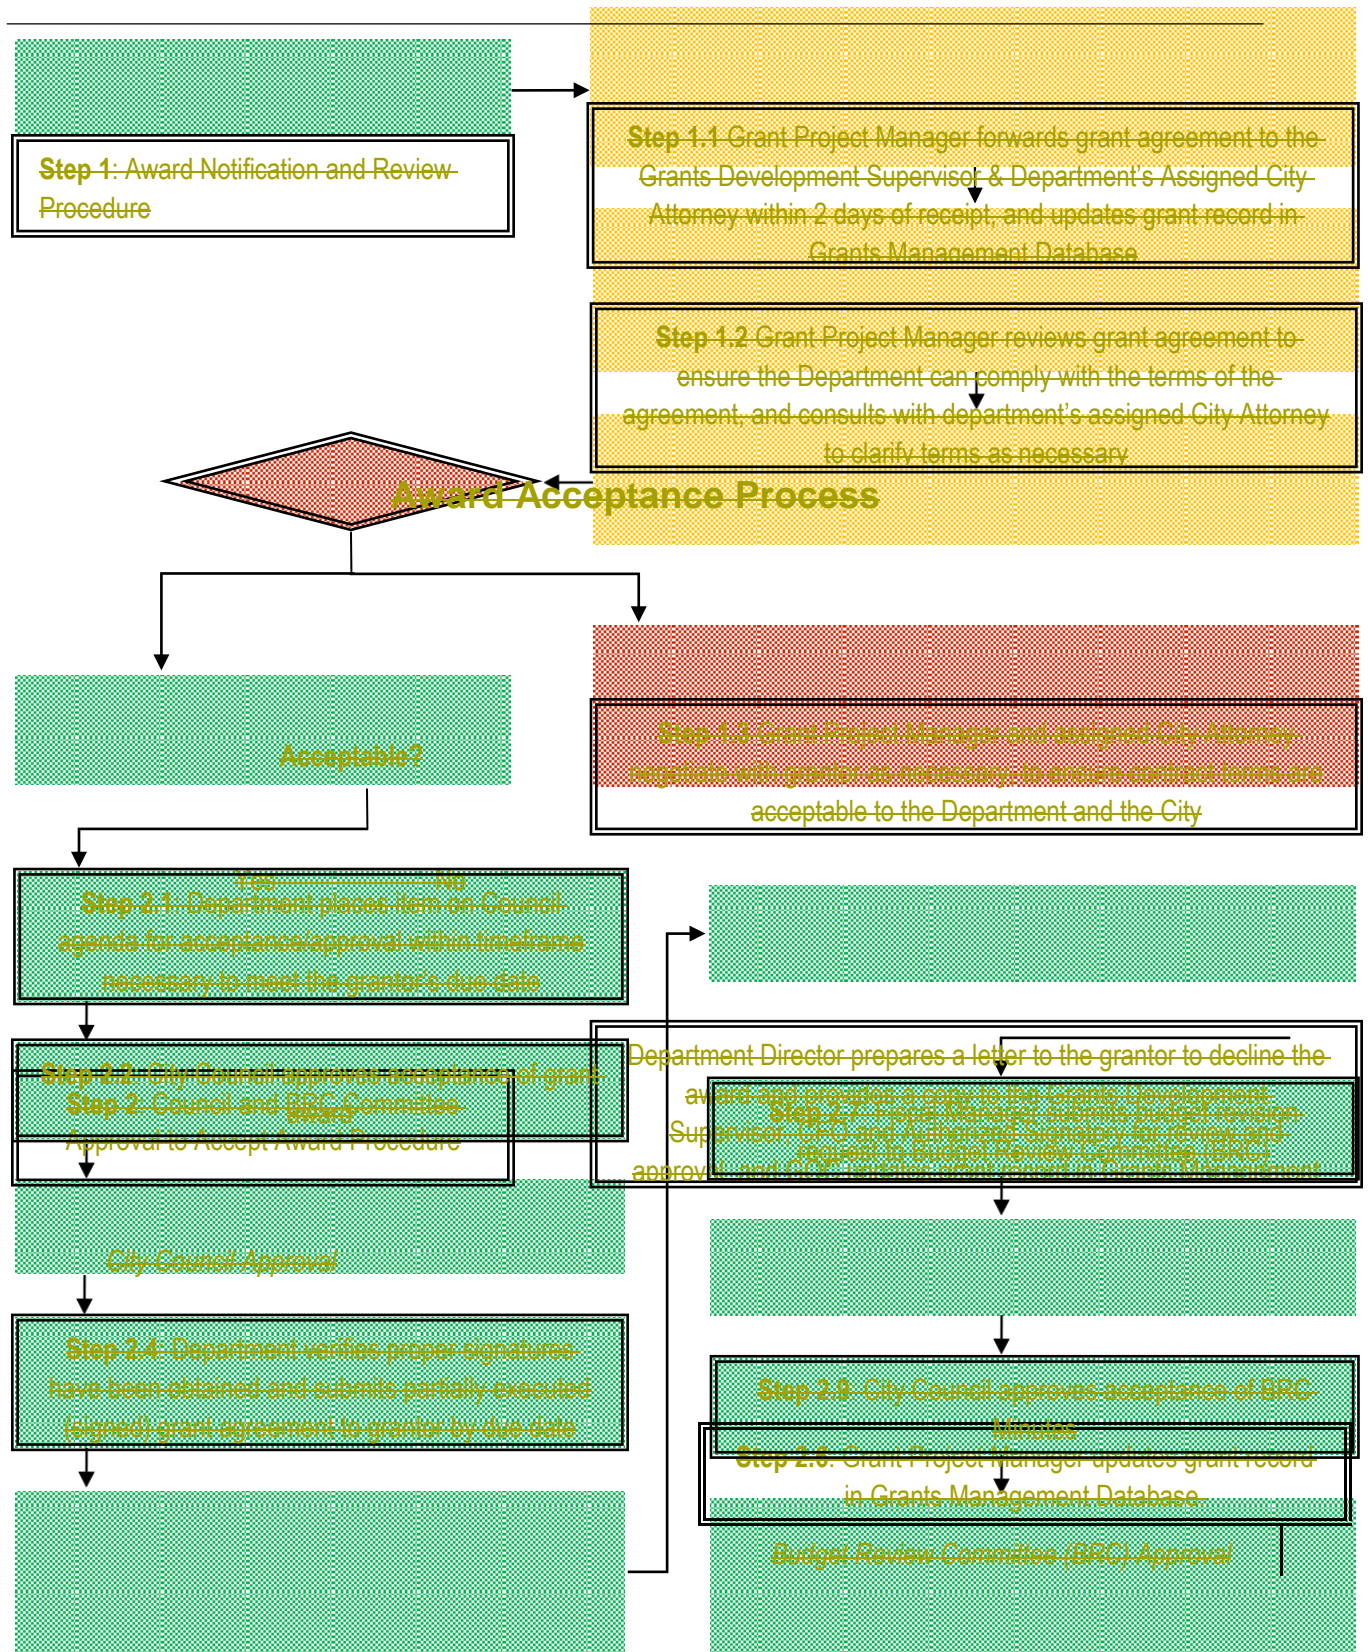 Step 1: Award Notification and Review
Procedure
Step 1.1 Grant Project Manager forwards grant agreement to the
Grants Development Supervisor & Department's Assigned City
Attorney within 2 days of receipt, and updates grant record in
Grants Management Database
Step 1.2 Grant Project Manager reviews grant agreement to
ensure the Department can comply with the terms of the
agreement, and consults with department's assigned City Attorney
to clarify terms as necessary
Award Acceptance Process
Step 1.3 Grant Project Manager and assigned City Attorney
negotiate with grantor as necessary, to ensure contract terms are
acceptable to the Department and the City
Acceptable?
Yes No
Step 2.1: Department places item on Council
agenda for acceptance/approval within timeframe
necessary to meet the grantor's due date
Step 2.2: City Council approves acceptance of grant
award
Step 2: Council and BRC Committee
Approval to Accept Award Procedure
Department Director prepares a letter to the grantor to decline the
award and provides a copy to the Grants Development
Supervisor and Authorized Signatory for review and
approval, and updates grant record in Grants Management
Step 2.7: Fiscal Manager submits budget revision
request to Budget Review Committee (BRC)
City Council Approval
Step 2.4: Department verifies proper signatures
have been obtained and submits partially executed
(signed) grant agreement to grantor by due date
Step 2.9: City Council approves acceptance of BRC
Minutes
Step 2.6: Grant Project Manager updates grant record
in Grants Management Database
Budget Review Committee (BRC) Approval